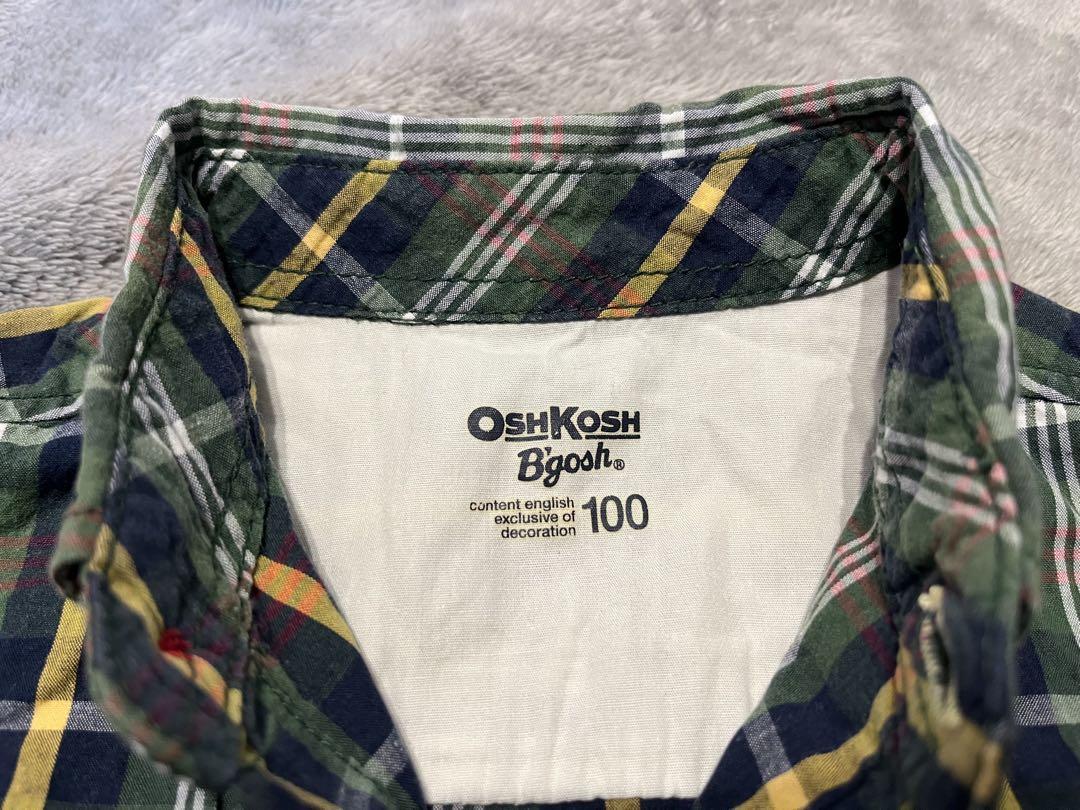 OSHKOSH
B'gosh®
content english
exclusive of
decoration
100